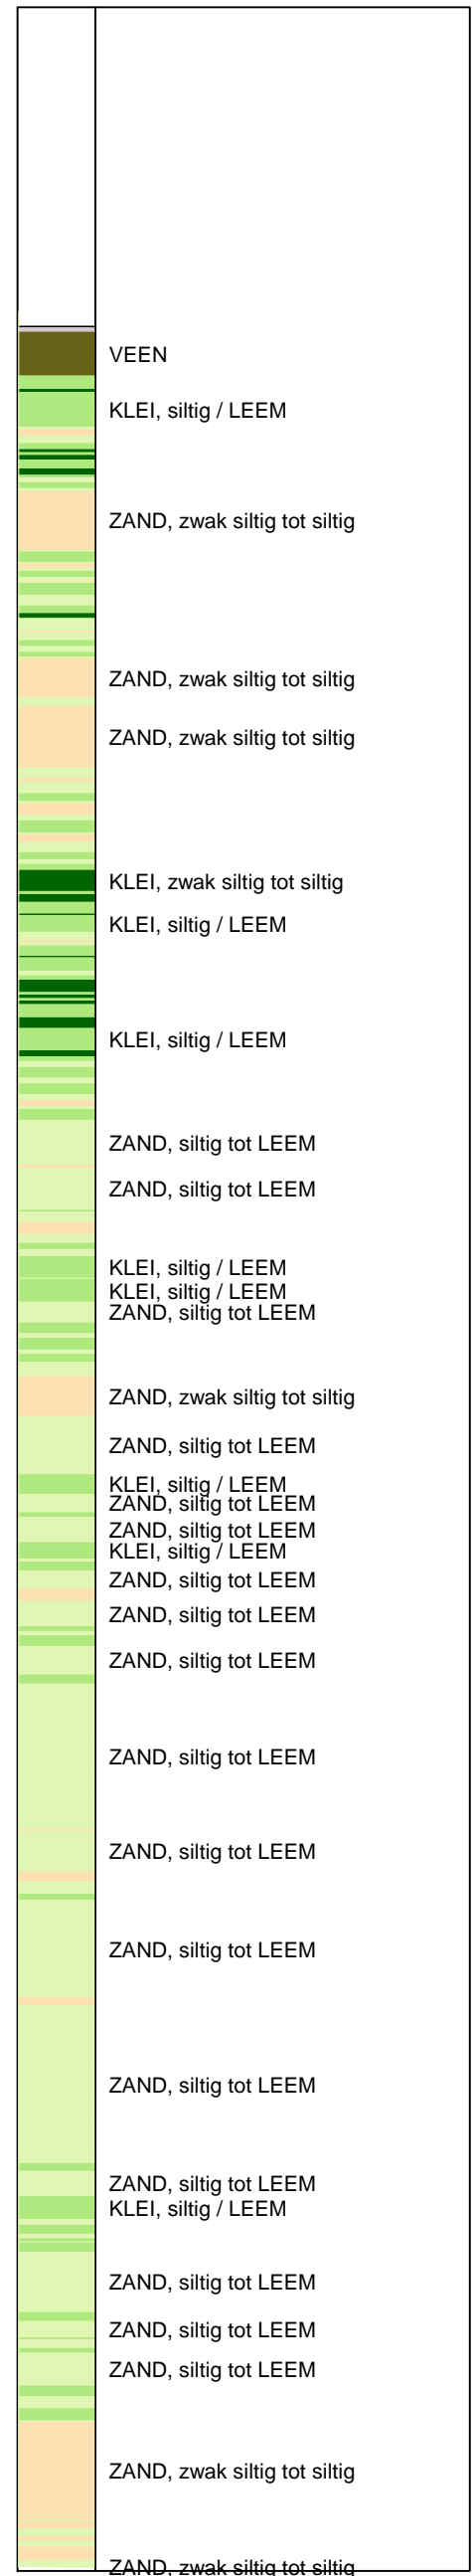 VEEN
KLEI, siltig / LEEM
ZAND, zwak siltig tot siltig
ZAND, zwak siltig tot siltig
ZAND, zwak siltig tot siltig
KLEI, zwak siltig tot siltig
KLEI, siltig / LEEM
KLEI, siltig / LEEM
ZAND, siltig tot LEEM
ZAND, siltig tot LEEM
KLEI, siltig / LEEM
KLEI, siltig / LEEM
ZAND, siltig tot LEEM
ZAND, zwak siltig tot siltig
ZAND, siltig tot LEEM
KLEI, siltig / LEEM
ZAND, siltig tot LEEM
ZAND, siltig tot LEEM
KLEI, siltig / LEEM
ZAND, siltig tot LEEM
ZAND, siltig tot LEEM
ZAND, siltig tot LEEM
ZAND, siltig tot LEEM
ZAND, siltig tot LEEM
ZAND, siltig tot LEEM
ZAND, siltig tot LEEM
ZAND, siltig tot LEEM
KLEI, siltig / LEEM
ZAND, siltig tot LEEM
ZAND, siltig tot LEEM
ZAND, siltig tot LEEM
ZAND, zwak siltig tot siltig
ZAND, zwak siltig tot siltig